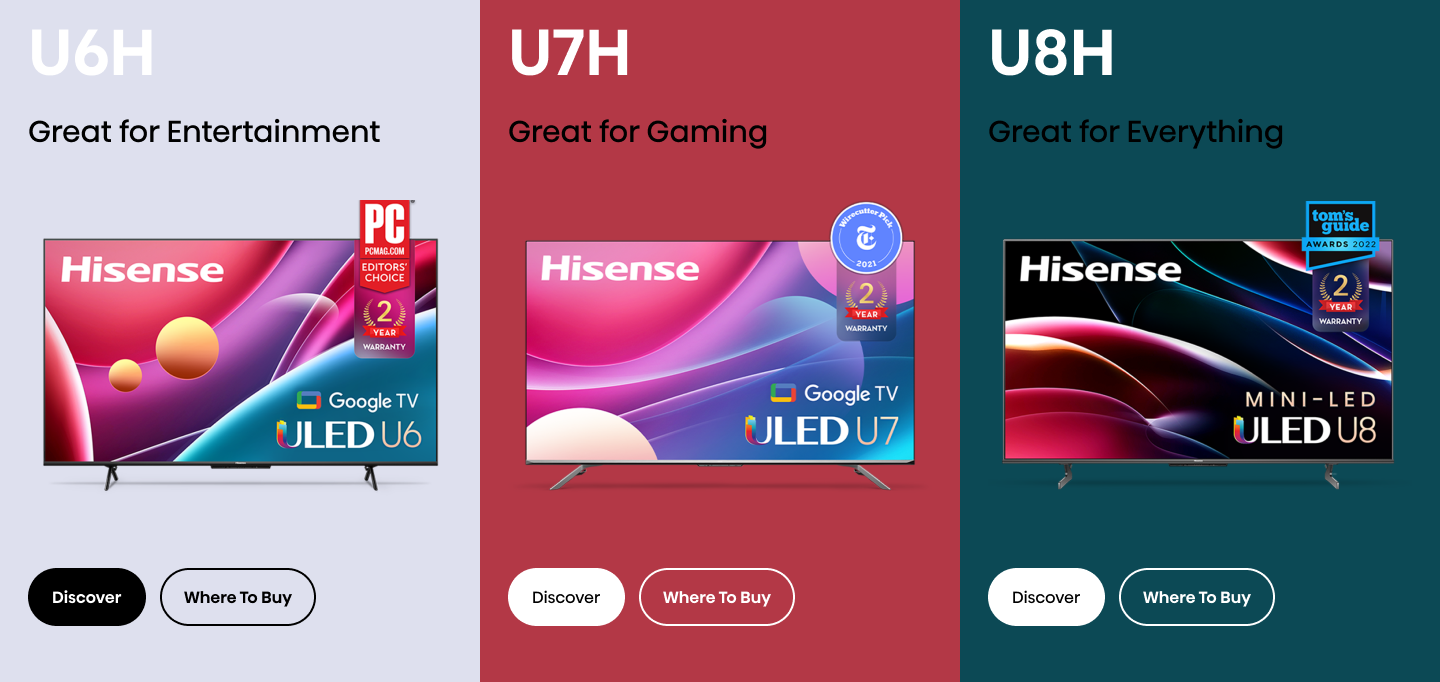 U6H
Great for Entertainment
PC
PCMAG.COM
EDITORS'
CHOICE
2
YEAR
WARRANTY
Hisense
Google TV
ULED U6
Discover
Where To Buy
U7H
Great for Gaming
Wirecutter Pick
T
2021
2
YEAR
WARRANTY
Hisense
Google TV
ULED U7
Discover
Where To Buy
U8H
Great for Everything
tom's
guide
AWARDS 2022
2
YEAR
WARRANTY
Hisense
MINI-LED
ULED U8
Discover
Where To Buy